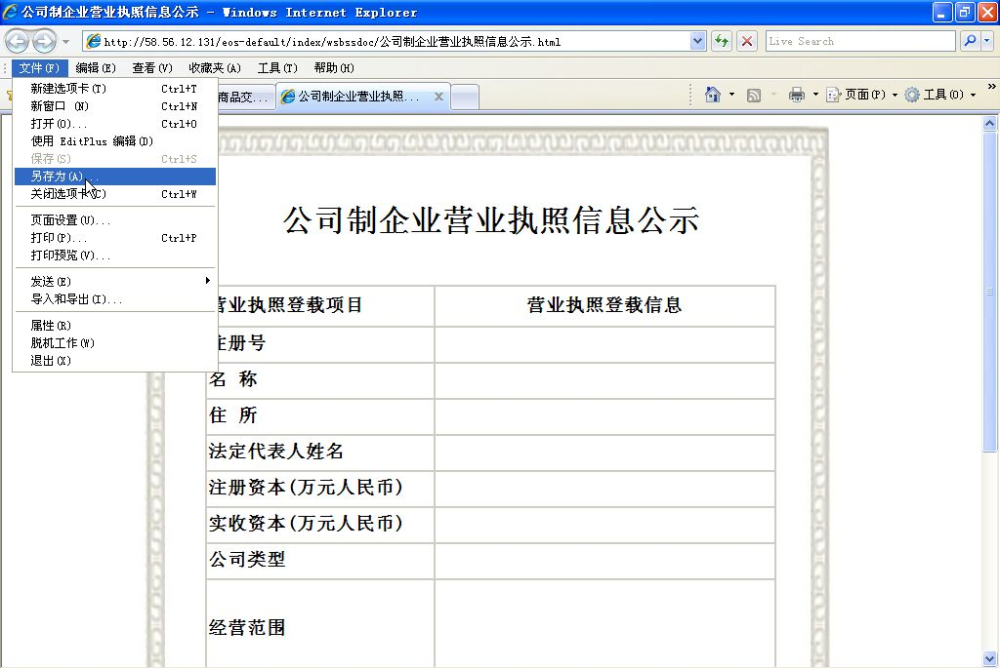 公司制企业营业执照信息公示 - Windows Internet Explorer
http://58.56.12.131/eos-default/index/wsbssdoc/公司制企业营业执照信息公示.html
Live Search
文件(F) 编辑(E) 查看(V) 收藏夹(A) 工具(T) 帮助(H)
商品交... 公司制企业营业执照... 页面(P) 工具(O)
新建选项卡(T) Ctrl+T
新窗口 (N) Ctrl+N
打开(O)... Ctrl+O
使用 EditPlus 编辑(D)
保存(S) Ctrl+S
另存为(A)...
关闭选项卡(C) Ctrl+W
页面设置(U)...
打印(P)... Ctrl+P
打印预览(V)...
发送(E)
导入和导出(I)...
属性(R)
脱机工作(W)
退出(X)
公司制企业营业执照信息公示
营业执照登载项目 营业执照登载信息
注册号
名 称
住 所
法定代表人姓名
注册资本(万元人民币)
实收资本(万元人民币)
公司类型
经营范围